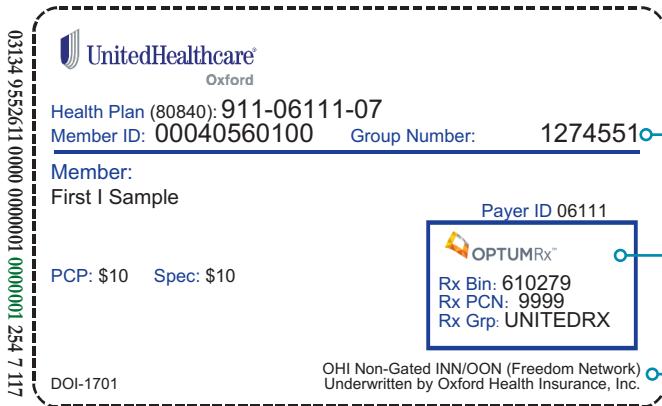 UnitedHealthcare®
Oxford
Health Plan (80840): 911-06111-07
Member ID: 00040560100 Group Number: 1274551
Member:
First I Sample
Payer ID 06111
OPTUMRx™
PCP: $10 Spec: $10
Rx Bin: 610279
Rx PCN: 9999
Rx Grp: UNITEDRX
DOI-1701
OHI Non-Gated INN/OON (Freedom Network)
Underwritten by Oxford Health Insurance, Inc.
03134 9552611 0000 0000001 0000001 254 7 117